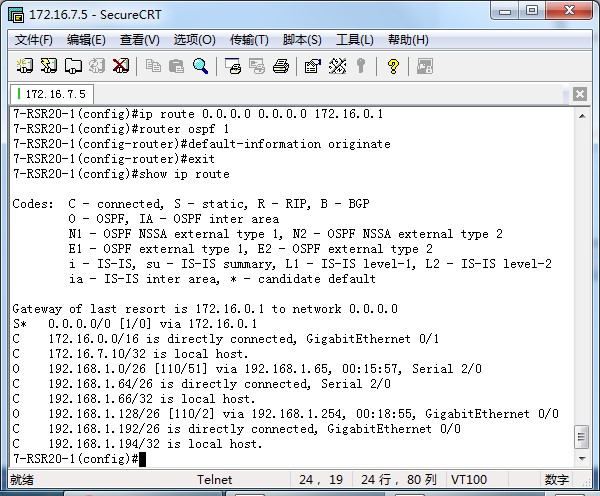 172.16.7.5 - SecureCRT
文件(F) 编辑(E) 查看(V) 选项(O) 传输(T) 脚本(S) 工具(L) 帮助(H)
172.16.7.5
7-RSR20-1(config)#ip route 0.0.0.0 0.0.0.0 172.16.0.1
7-RSR20-1(config)#router ospf 1
7-RSR20-1(config-router)#default-information originate
7-RSR20-1(config-router)#exit
7-RSR20-1(config)#show ip route
Codes: C - connected, S - static, R - RIP, B - BGP
O - OSPF, IA - OSPF inter area
N1 - OSPF NSSA external type 1, N2 - OSPF NSSA external type 2
E1 - OSPF external type 1, E2 - OSPF external type 2
i - IS-IS, su - IS-IS summary, L1 - IS-IS level-1, L2 - IS-IS level-2
ia - IS-IS inter area, * - candidate default
Gateway of last resort is 172.16.0.1 to network 0.0.0.0
S* 0.0.0.0/0 [1/0] via 172.16.0.1
C 172.16.0.0/16 is directly connected, GigabitEthernet 0/1
C 172.16.7.10/32 is local host.
O 192.168.1.0/26 [110/51] via 192.168.1.65, 00:15:57, Serial 2/0
C 192.168.1.64/26 is directly connected, Serial 2/0
C 192.168.1.66/32 is local host.
O 192.168.1.128/26 [110/2] via 192.168.1.254, 00:18:55, GigabitEthernet 0/0
C 192.168.1.192/26 is directly connected, GigabitEthernet 0/0
C 192.168.1.194/32 is local host.
7-RSR20-1(config)#
就绪 Telnet 24, 19 24 行, 80 列 VT100 数字